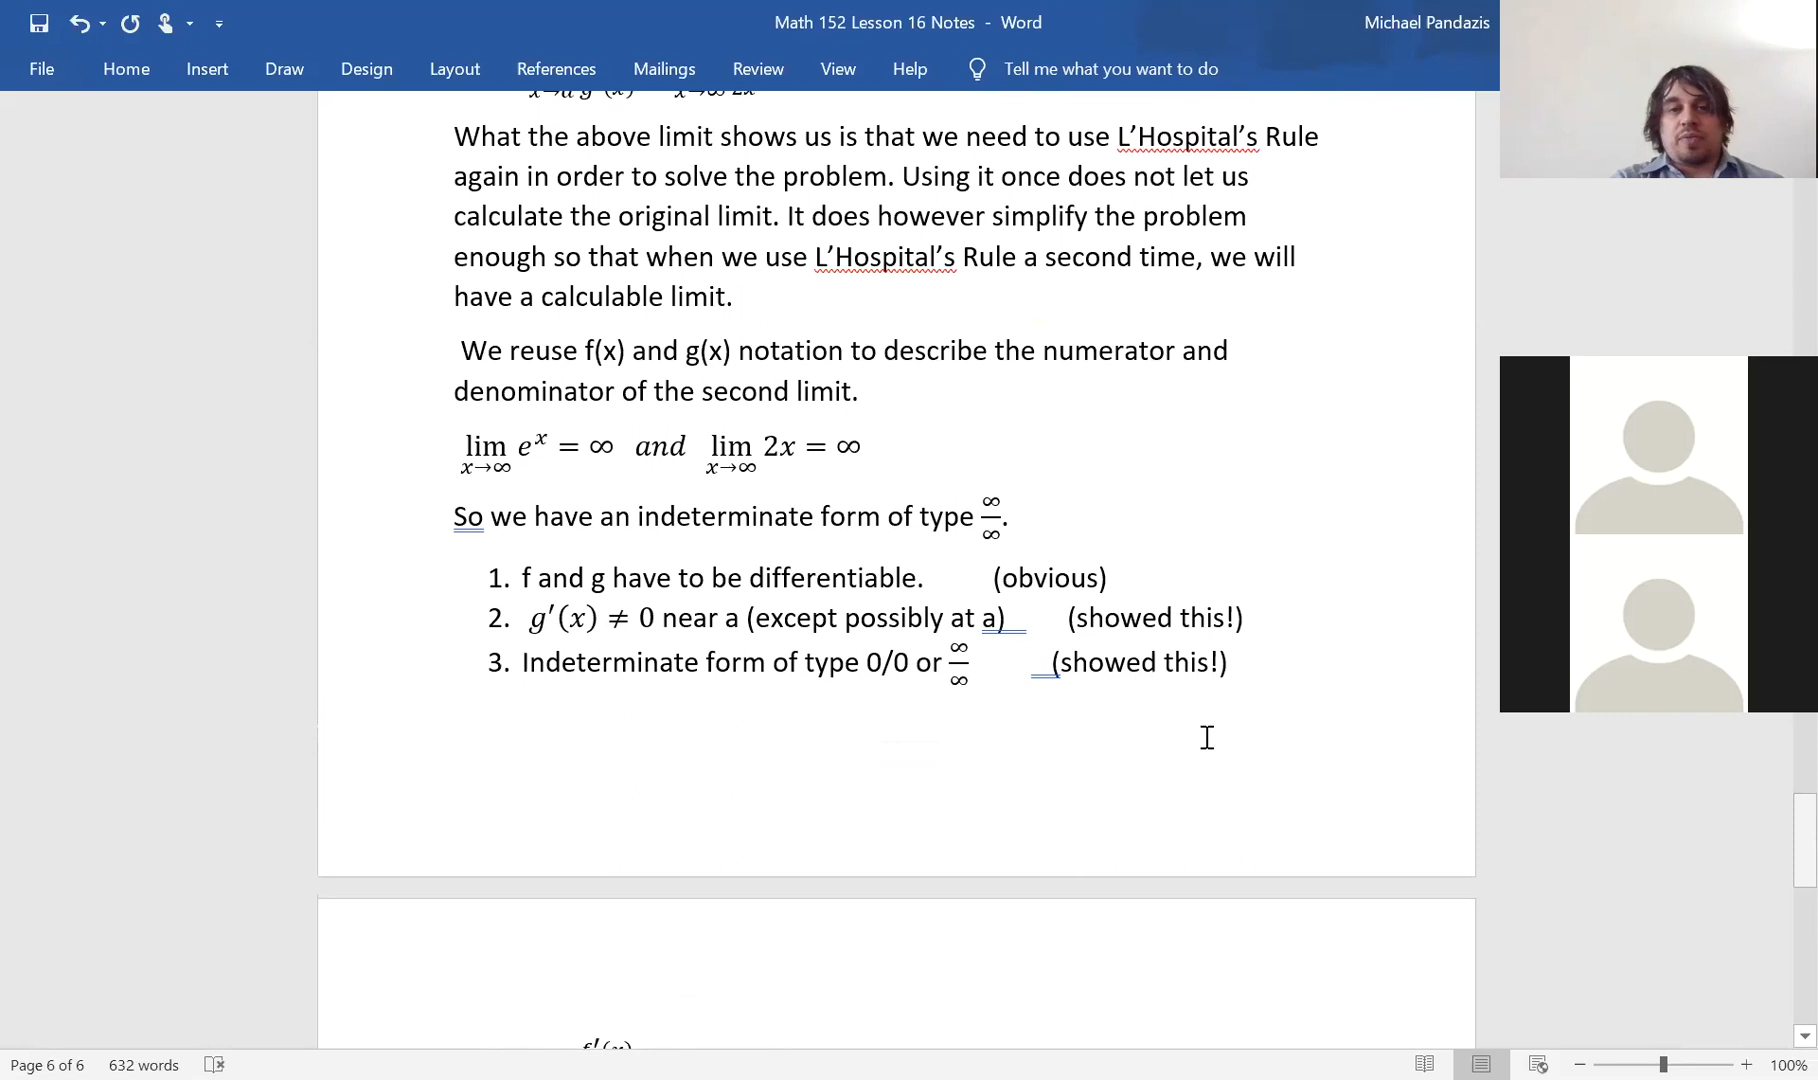 Math 152 Lesson 16 Notes - Word
Michael Pandazis
File Home Insert Draw Design Layout References Mailings Review View Help Tell me what you want to do
x→a g′(x) x→∞ 2x
What the above limit shows us is that we need to use L’Hospital’s Rule
again in order to solve the problem. Using it once does not let us
calculate the original limit. It does however simplify the problem
enough so that when we use L’Hospital’s Rule a second time, we will
have a calculable limit.
We reuse f(x) and g(x) notation to describe the numerator and
denominator of the second limit.
lim x→∞ e^x = ∞ and lim x→∞ 2x = ∞
So we have an indeterminate form of type ∞/∞.
1. f and g have to be differentiable. (obvious)
2. g′(x) ≠ 0 near a (except possibly at a) (showed this!)
3. Indeterminate form of type 0/0 or ∞/∞ (showed this!)
f′(x)
Page 6 of 6 632 words 100%